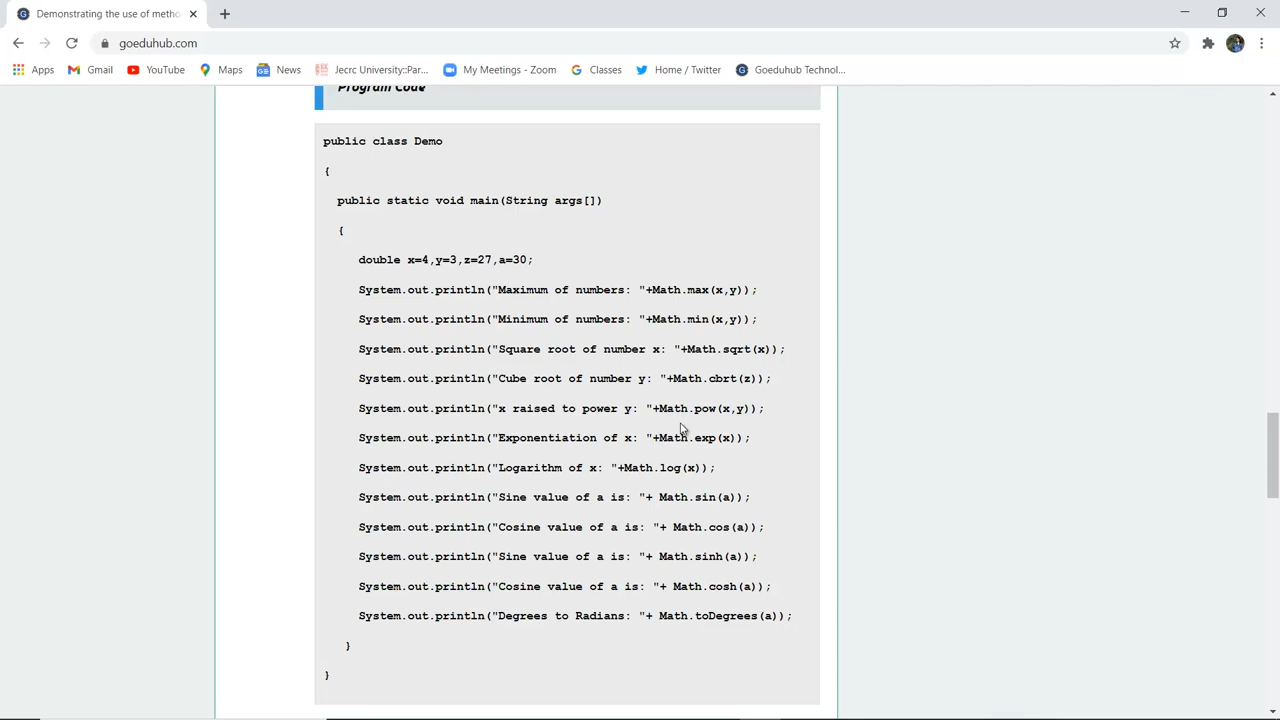 Demonstrating the use of metho
goeduhub.com
Apps Gmail YouTube Maps News Jecrc University::Par... My Meetings - Zoom Classes Home / Twitter Goeduhub Technol...
Program Code
public class Demo
{
public static void main(String args[])
{
double x=4,y=3,z=27,a=30;
System.out.println("Maximum of numbers: "+Math.max(x,y));
System.out.println("Minimum of numbers: "+Math.min(x,y));
System.out.println("Square root of number x: "+Math.sqrt(x));
System.out.println("Cube root of number y: "+Math.cbrt(z));
System.out.println("x raised to power y: "+Math.pow(x,y));
System.out.println("Exponentiation of x: "+Math.exp(x));
System.out.println("Logarithm of x: "+Math.log(x));
System.out.println("Sine value of a is: "+ Math.sin(a));
System.out.println("Cosine value of a is: "+ Math.cos(a));
System.out.println("Sine value of a is: "+ Math.sinh(a));
System.out.println("Cosine value of a is: "+ Math.cosh(a));
System.out.println("Degrees to Radians: "+ Math.toDegrees(a));
}
}